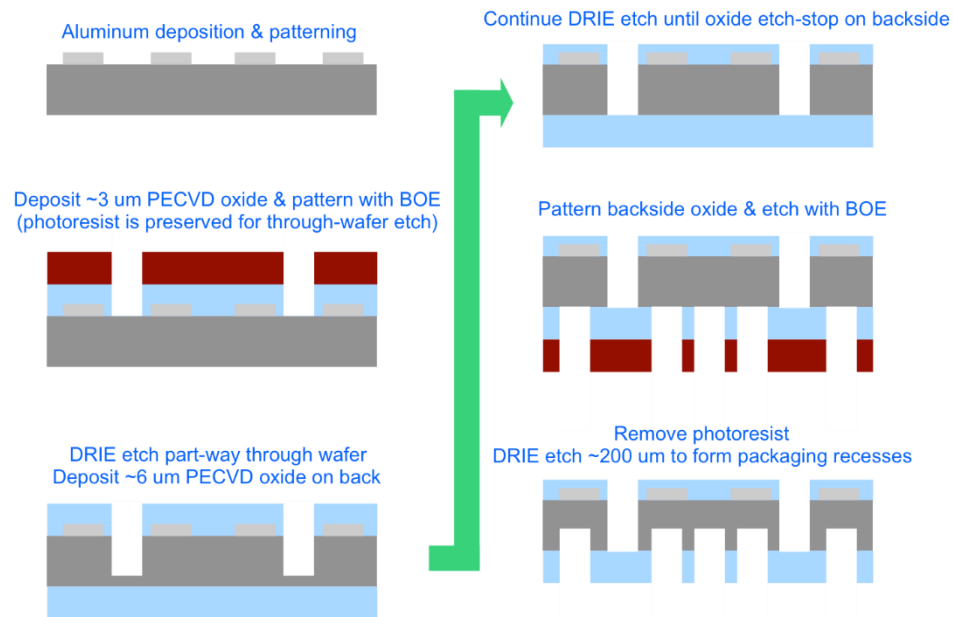 Aluminum deposition & patterning
Deposit ~3 um PECVD oxide & pattern with BOE
(photoresist is preserved for through-wafer etch)
DRIE etch part-way through wafer
Deposit ~6 um PECVD oxide on back
Continue DRIE etch until oxide etch-stop on backside
Pattern backside oxide & etch with BOE
Remove photoresist
DRIE etch ~200 um to form packaging recesses